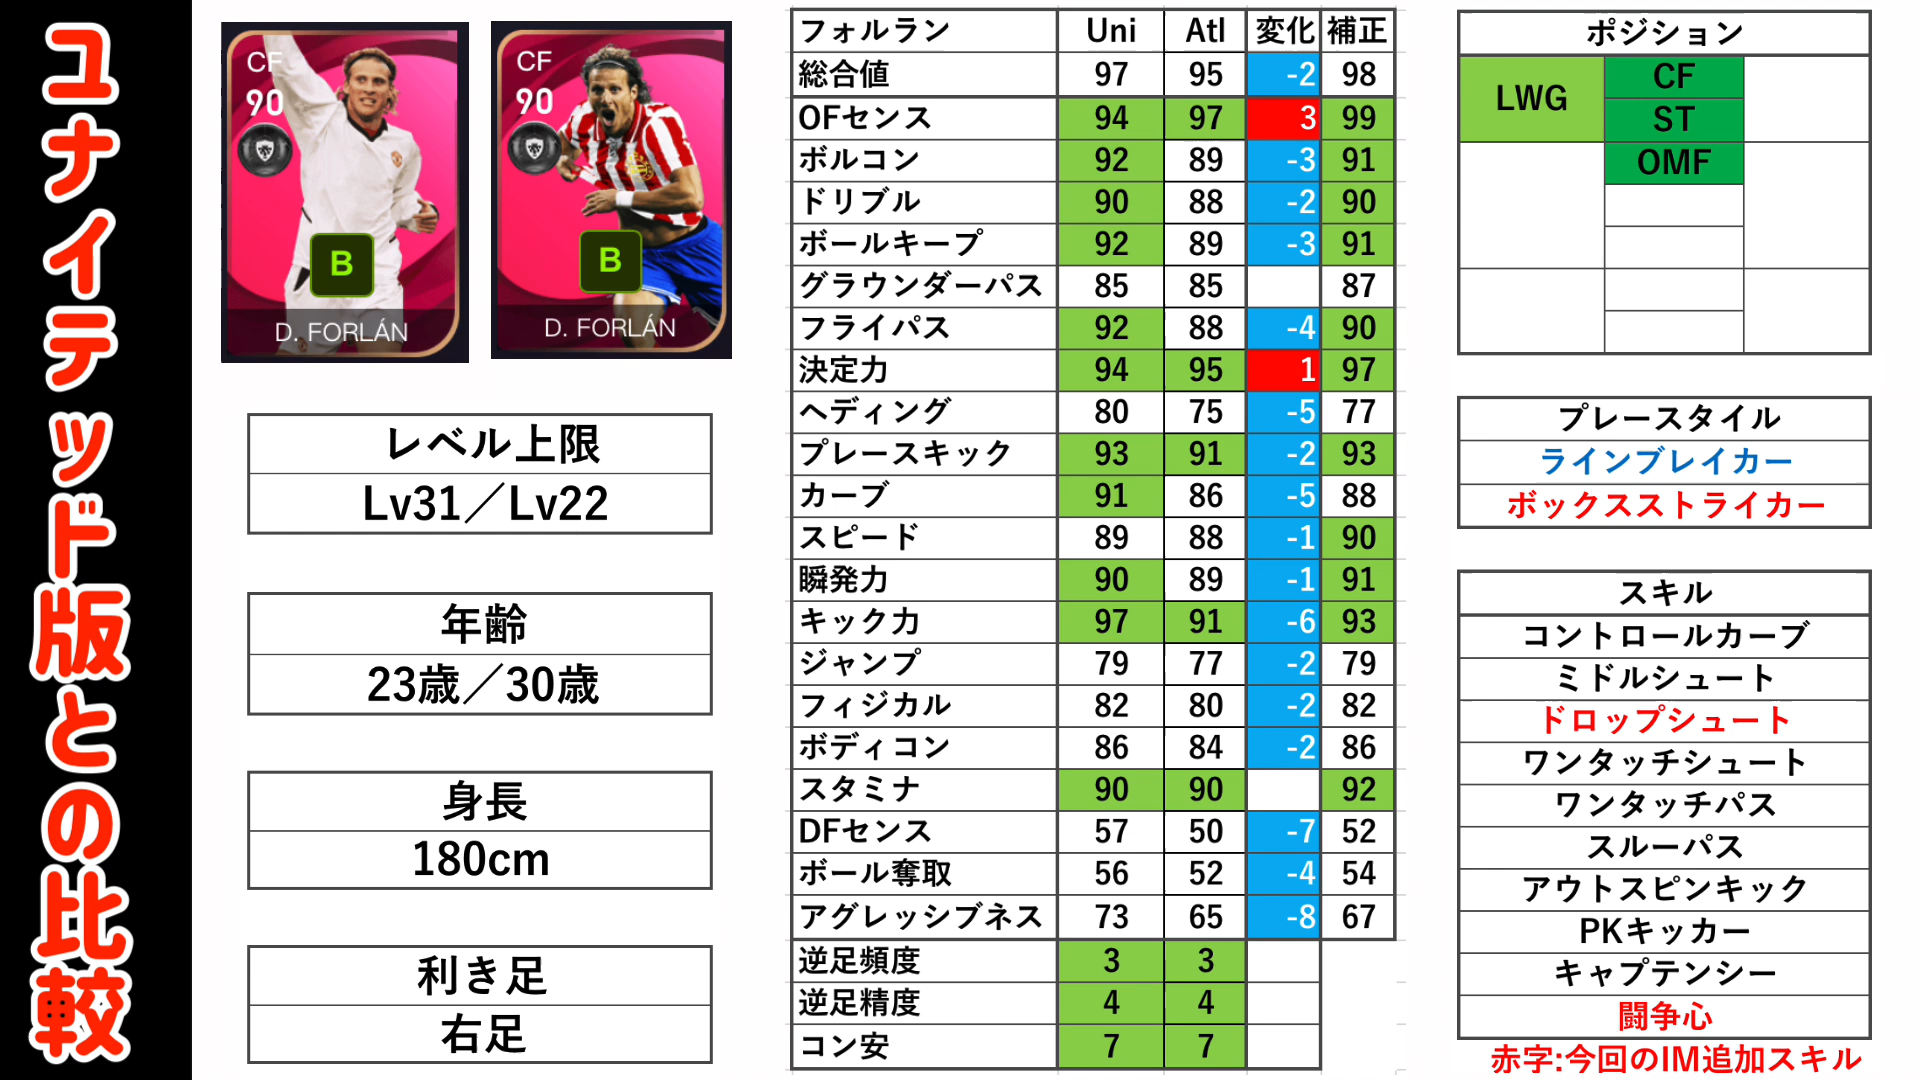 ユナイテッド版との比較
CF
90
B
D. FORLÁN
CF
90
B
D. FORLÁN
レベル上限
Lv31／Lv22
年齢
23歳／30歳
身長
180cm
利き足
右足
フォルラン Uni Atl 変化 補正
総合値 97 95 -2 98
OFセンス 94 97 3 99
ボルコン 92 89 -3 91
ドリブル 90 88 -2 90
ボールキープ 92 89 -3 91
グラウンダーパス 85 85 87
フライパス 92 88 -4 90
決定力 94 95 1 97
ヘディング 80 75 -5 77
プレースキック 93 91 -2 93
カーブ 91 86 -5 88
スピード 89 88 -1 90
瞬発力 90 89 -1 91
キック力 97 91 -6 93
ジャンプ 79 77 -2 79
フィジカル 82 80 -2 82
ボディコン 86 84 -2 86
スタミナ 90 90 92
DFセンス 57 50 -7 52
ボール奪取 56 52 -4 54
アグレッシブネス 73 65 -8 67
逆足頻度 3 3
逆足精度 4 4
コン安 7 7
ポジション
LWG
CF
ST
OMF
プレースタイル
ラインブレイカー
ボックスストライカー
スキル
コントロールカーブ
ミドルシュート
ドロップシュート
ワンタッチシュート
ワンタッチパス
スルーパス
アウトスピンキック
PKキッカー
キャプテンシー
闘争心
赤字:今回のIM追加スキル